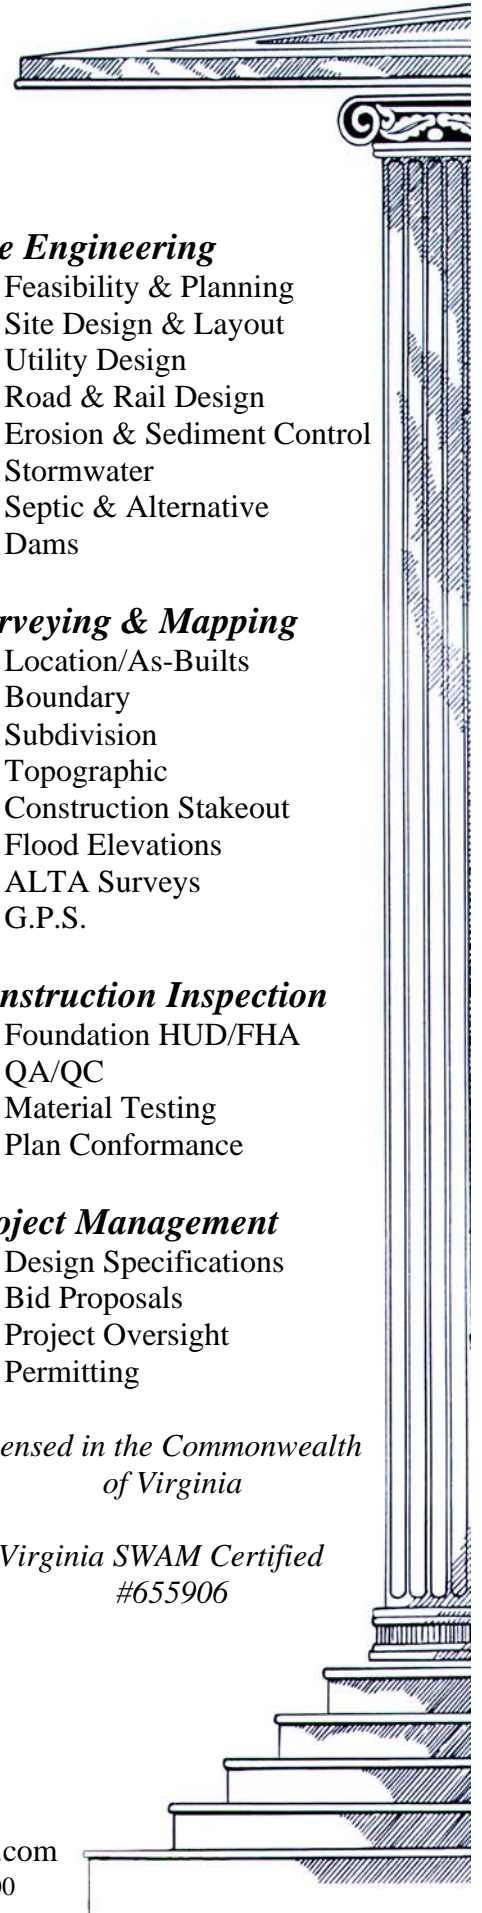 e Engineering
Feasibility & Planning
Site Design & Layout
Utility Design
Road & Rail Design
Erosion & Sediment Control
Stormwater
Septic & Alternative
Dams
rveying & Mapping
Location/As-Builts
Boundary
Subdivision
Topographic
Construction Stakeout
Flood Elevations
ALTA Surveys
G.P.S.
nstruction Inspection
Foundation HUD/FHA
QA/QC
Material Testing
Plan Conformance
oject Management
Design Specifications
Bid Proposals
Project Oversight
Permitting
ensed in the Commonwealth
of Virginia
Virginia SWAM Certified
#655906
.com